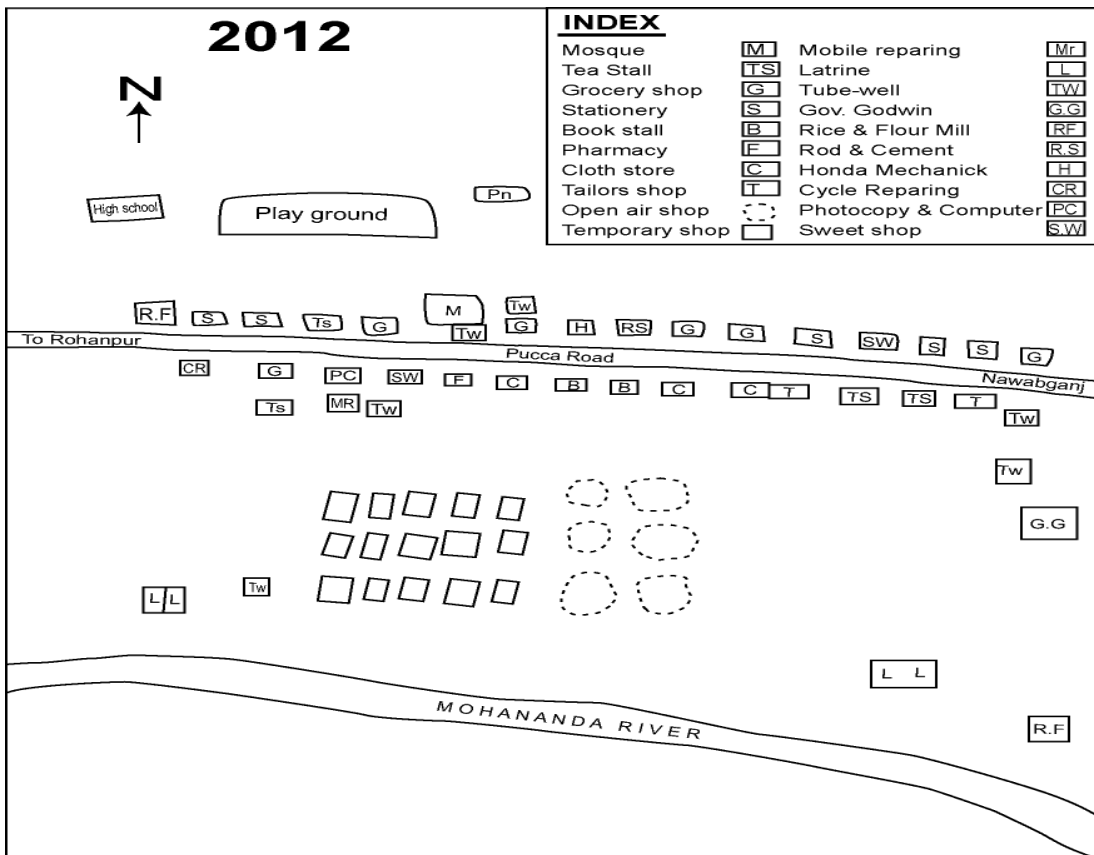 2012
N
INDEX
Mosque M Mobile reparing Mr
Tea Stall TS Latrine L
Grocery shop G Tube-well TW
Stationery S Gov. Godwin G.G
Book stall B Rice & Flour Mill RF
Pharmacy F Rod & Cement R.S
Cloth store C Honda Mechanick H
Tailors shop T Cycle Reparing CR
Open air shop Photocopy & Computer PC
Temporary shop Sweet shop S.W
High school
Play ground
Pn
R.F S S Ts G M Tw
Tw G H RS G G S SW S S G
To Rohanpur
Pucca Road
Nawabganj
CR G PC SW F C B B C C T TS TS T
Ts MR Tw Tw
Tw
G.G
L L Tw
L L
MOHANANDA RIVER
R.F